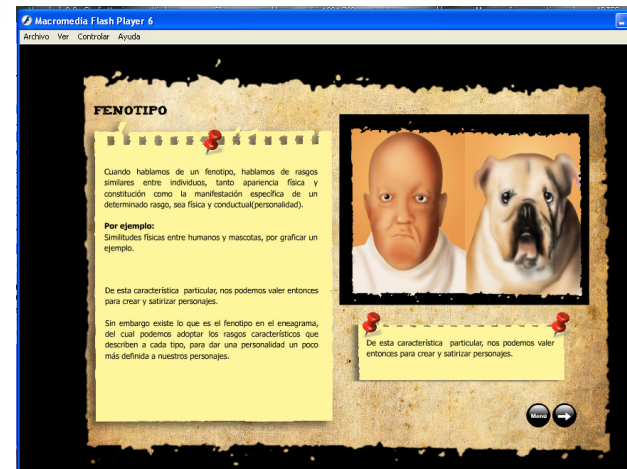 Macromedia Flash Player 6
Archivo Ver Controlar Ayuda
FENOTIPO
Cuando hablamos de un fenotipo, hablamos de rasgos
similares entre individuos, tanto apariencia física y
constitución como la manifestación específica de un
determinado rasgo, sea física y conductual(personalidad).
Por ejemplo:
Similitudes físicas entre humanos y mascotas, por graficar un
ejemplo.
De esta característica particular, nos podemos valer entonces
para crear y satirizar personajes.
Sin embargo existe lo que es el fenotipo en el eneagrama,
del cual podemos adoptar los rasgos característicos que
describen a cada tipo, para dar una personalidad un poco
más definida a nuestros personajes.
De esta característica particular, nos podemos valer
entonces para crear y satirizar personajes.
Menú